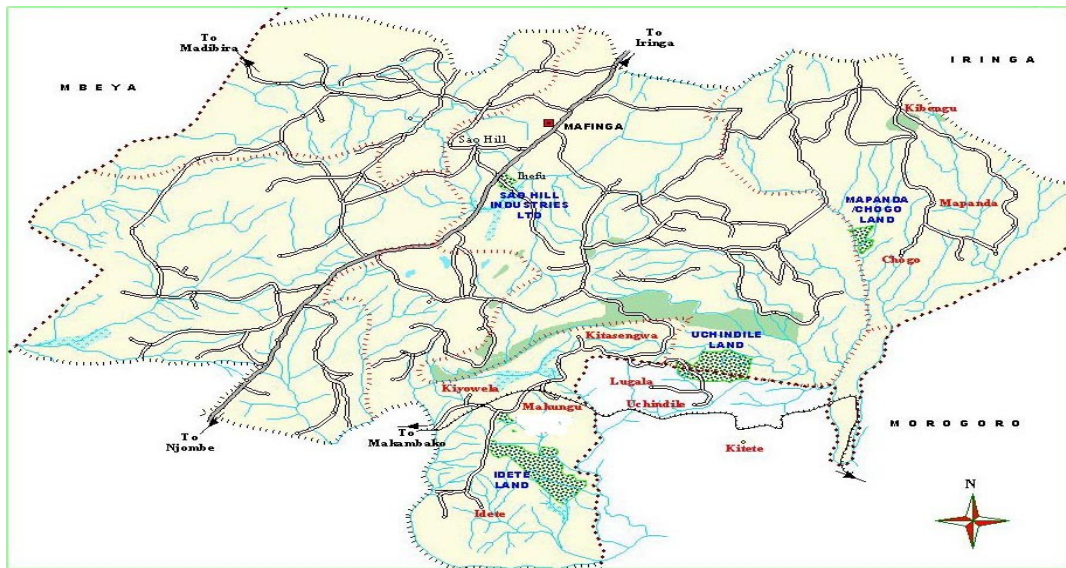 To
Madibira
To
Iringa
IRINGA
MBEYA
Kibengu
MAFINGA
Sao Hill
Ihefu
SAO HILL
INDUSTRIES
LTD
MAPANDA
/CHOGO
LAND
Mapanda
Chogo
UCHINDILE
LAND
Kitasengwa
Kiyowela
Lugala
Uchindile
Makungu
To
Njombe
To
Makambako
MOROGORO
Kitete
IDETE
LAND
Idete
N